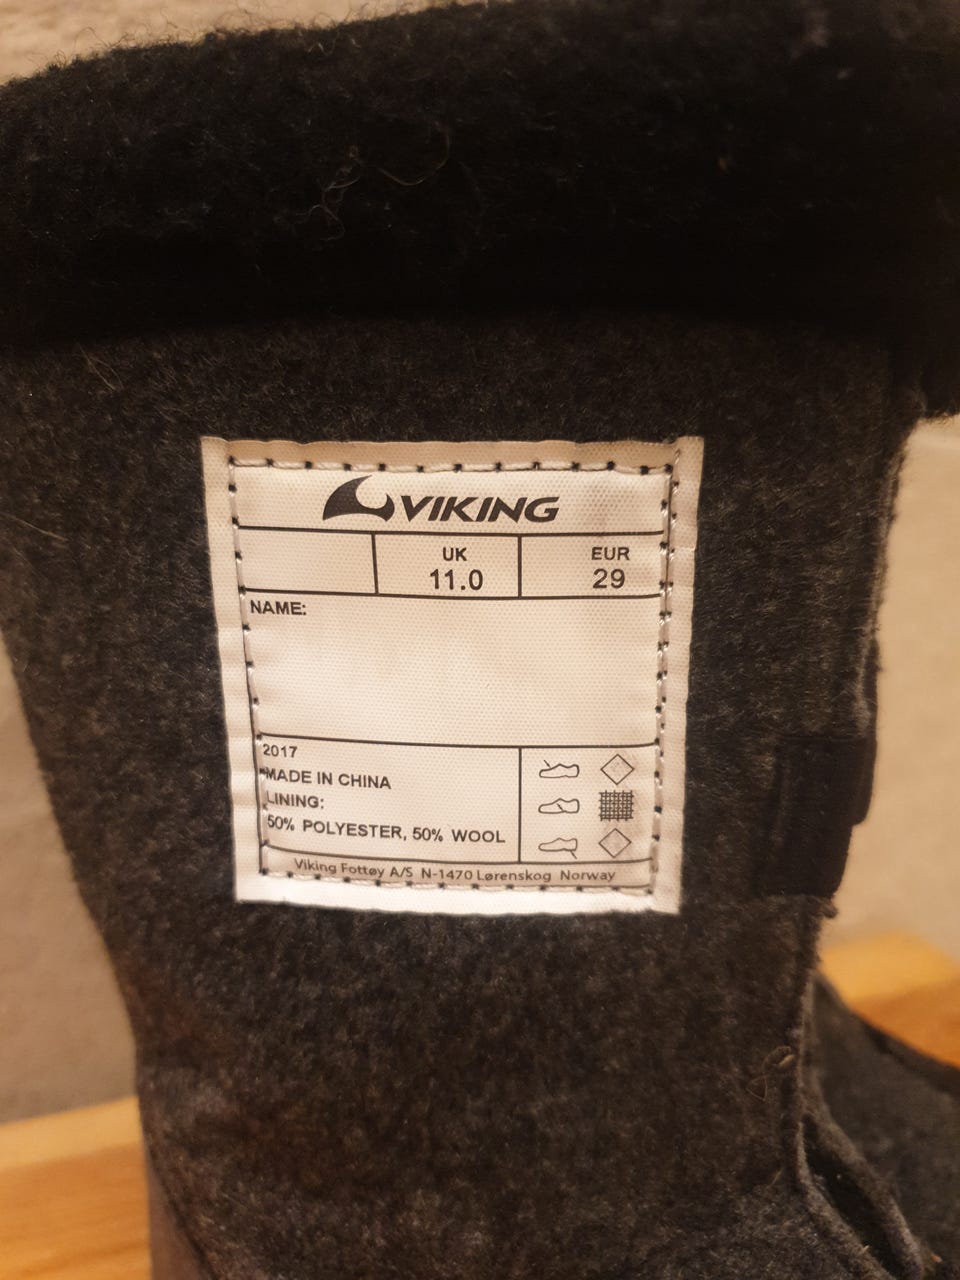 VIKING
UK EUR
11.0 29
NAME:
2017
MADE IN CHINA
LINING:
50% POLYESTER, 50% WOOL
Viking Fottøy A/S N-1470 Lørenskog Norway